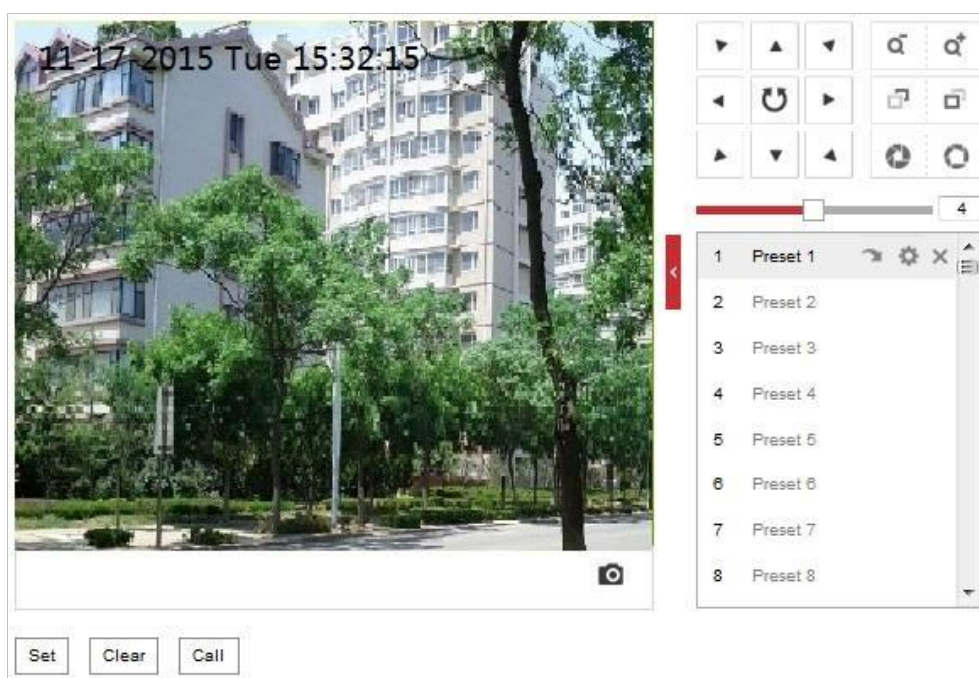 11-17-2015 Tue 15:32:15
4
1 Preset 1
2 Preset 2
3 Preset 3
4 Preset 4
5 Preset 5
6 Preset 6
7 Preset 7
8 Preset 8
Set Clear Call